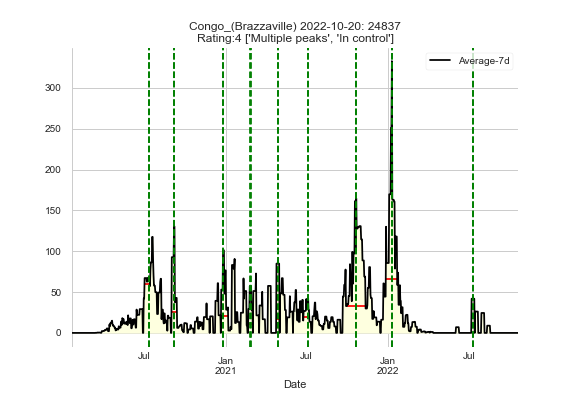 Congo_(Brazzaville) 2022-10-20: 24837
Rating:4 ['Multiple peaks', 'In control']
Average-7d
300
250
200
150
100
50
0
Jul
Jan
2021
Jul
Jan
2022
Jul
Date